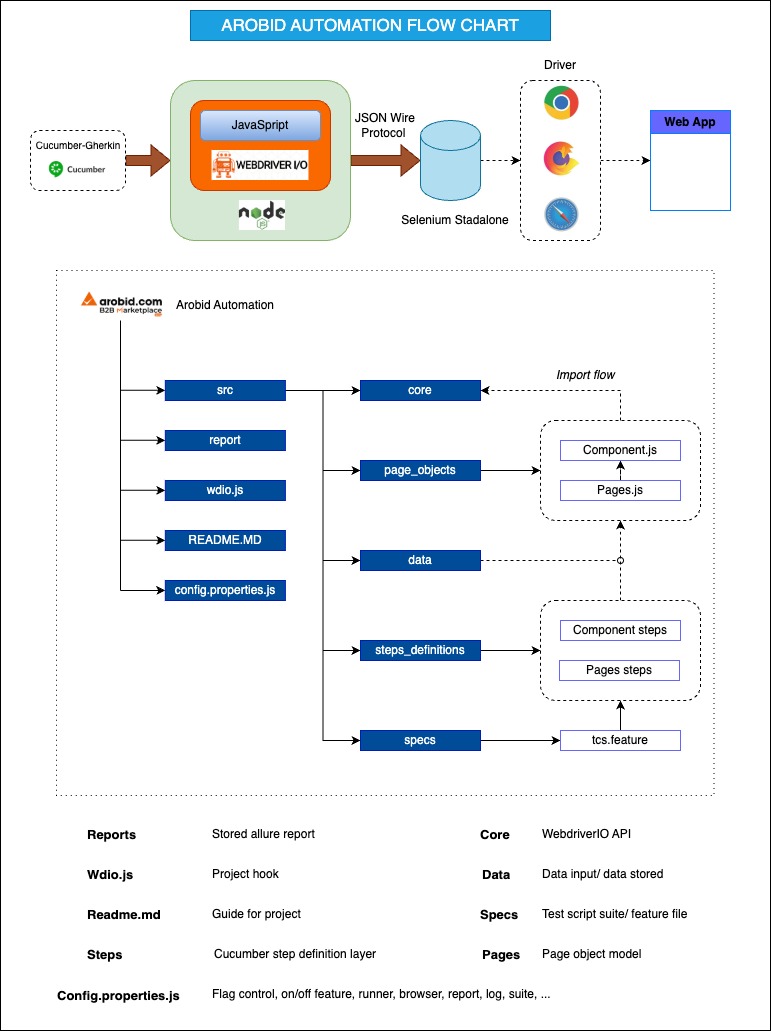 AROBID AUTOMATION FLOW CHART
Driver
JavaSpript
JSON Wire
Protocol
Web App
Cucumber-Gherkin
Cucumber
WEBDRIVER I/O
node
JS
Selenium Stadalone
arobid.com
B2B Marketplace
Arobid Automation
Import flow
src
core
report
Component.js
page_objects
wdio.js
Pages.js
README.MD
data
config.properties.js
Component steps
steps_definitions
Pages steps
specs
tcs.feature
Reports Stored allure report
Core WebdriverIO API
Wdio.js Project hook
Data Data input/ data stored
Readme.md Guide for project
Specs Test script suite/ feature file
Steps Cucumber step definition layer
Pages Page object model
Config.properties.js Flag control, on/off feature, runner, browser, report, log, suite, ...